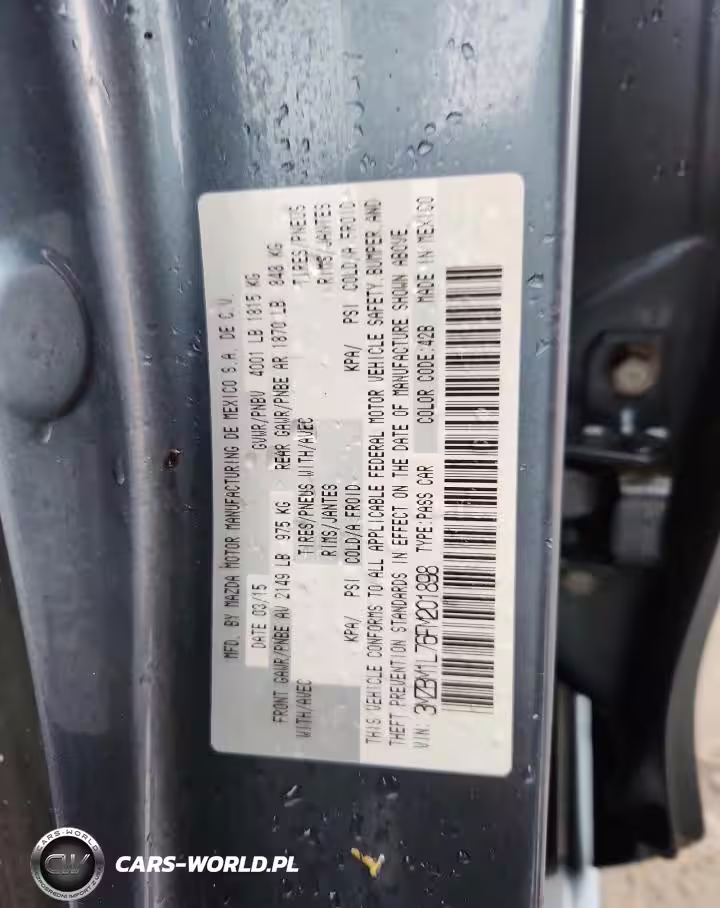 MFD. BY MAZDA MOTOR MANUFACTURING DE MEXICO S.A. DE C.V.
DATE 03/15 GVWR/PNBV 4001 LB 1815 KG
FRONT GAWR/PNBE AV 2149 LB 975 KG REAR GAWR/PNBE AR 1870 LB 848 KG
WITH/AVEC TIRES/PNEUS WITH/AVEC TIRES/PNEUS
RIMS/JANTES RIMS/JANTES
KPA/ PSI COLD/A FROID KPA/ PSI COLD/A FROID
THIS VEHICLE CONFORMS TO ALL APPLICABLE FEDERAL MOTOR VEHICLE SAFETY, BUMPER AND
THEFT PREVENTION STANDARDS IN EFFECT ON THE DATE OF MANUFACTURE SHOWN ABOVE.
VIN: 3MZBM1L76FM201898 TYPE:PASS CAR COLOR CODE:42B MADE IN MEXICO
CARS-WORLD
CW
CARS-WORLD.PL